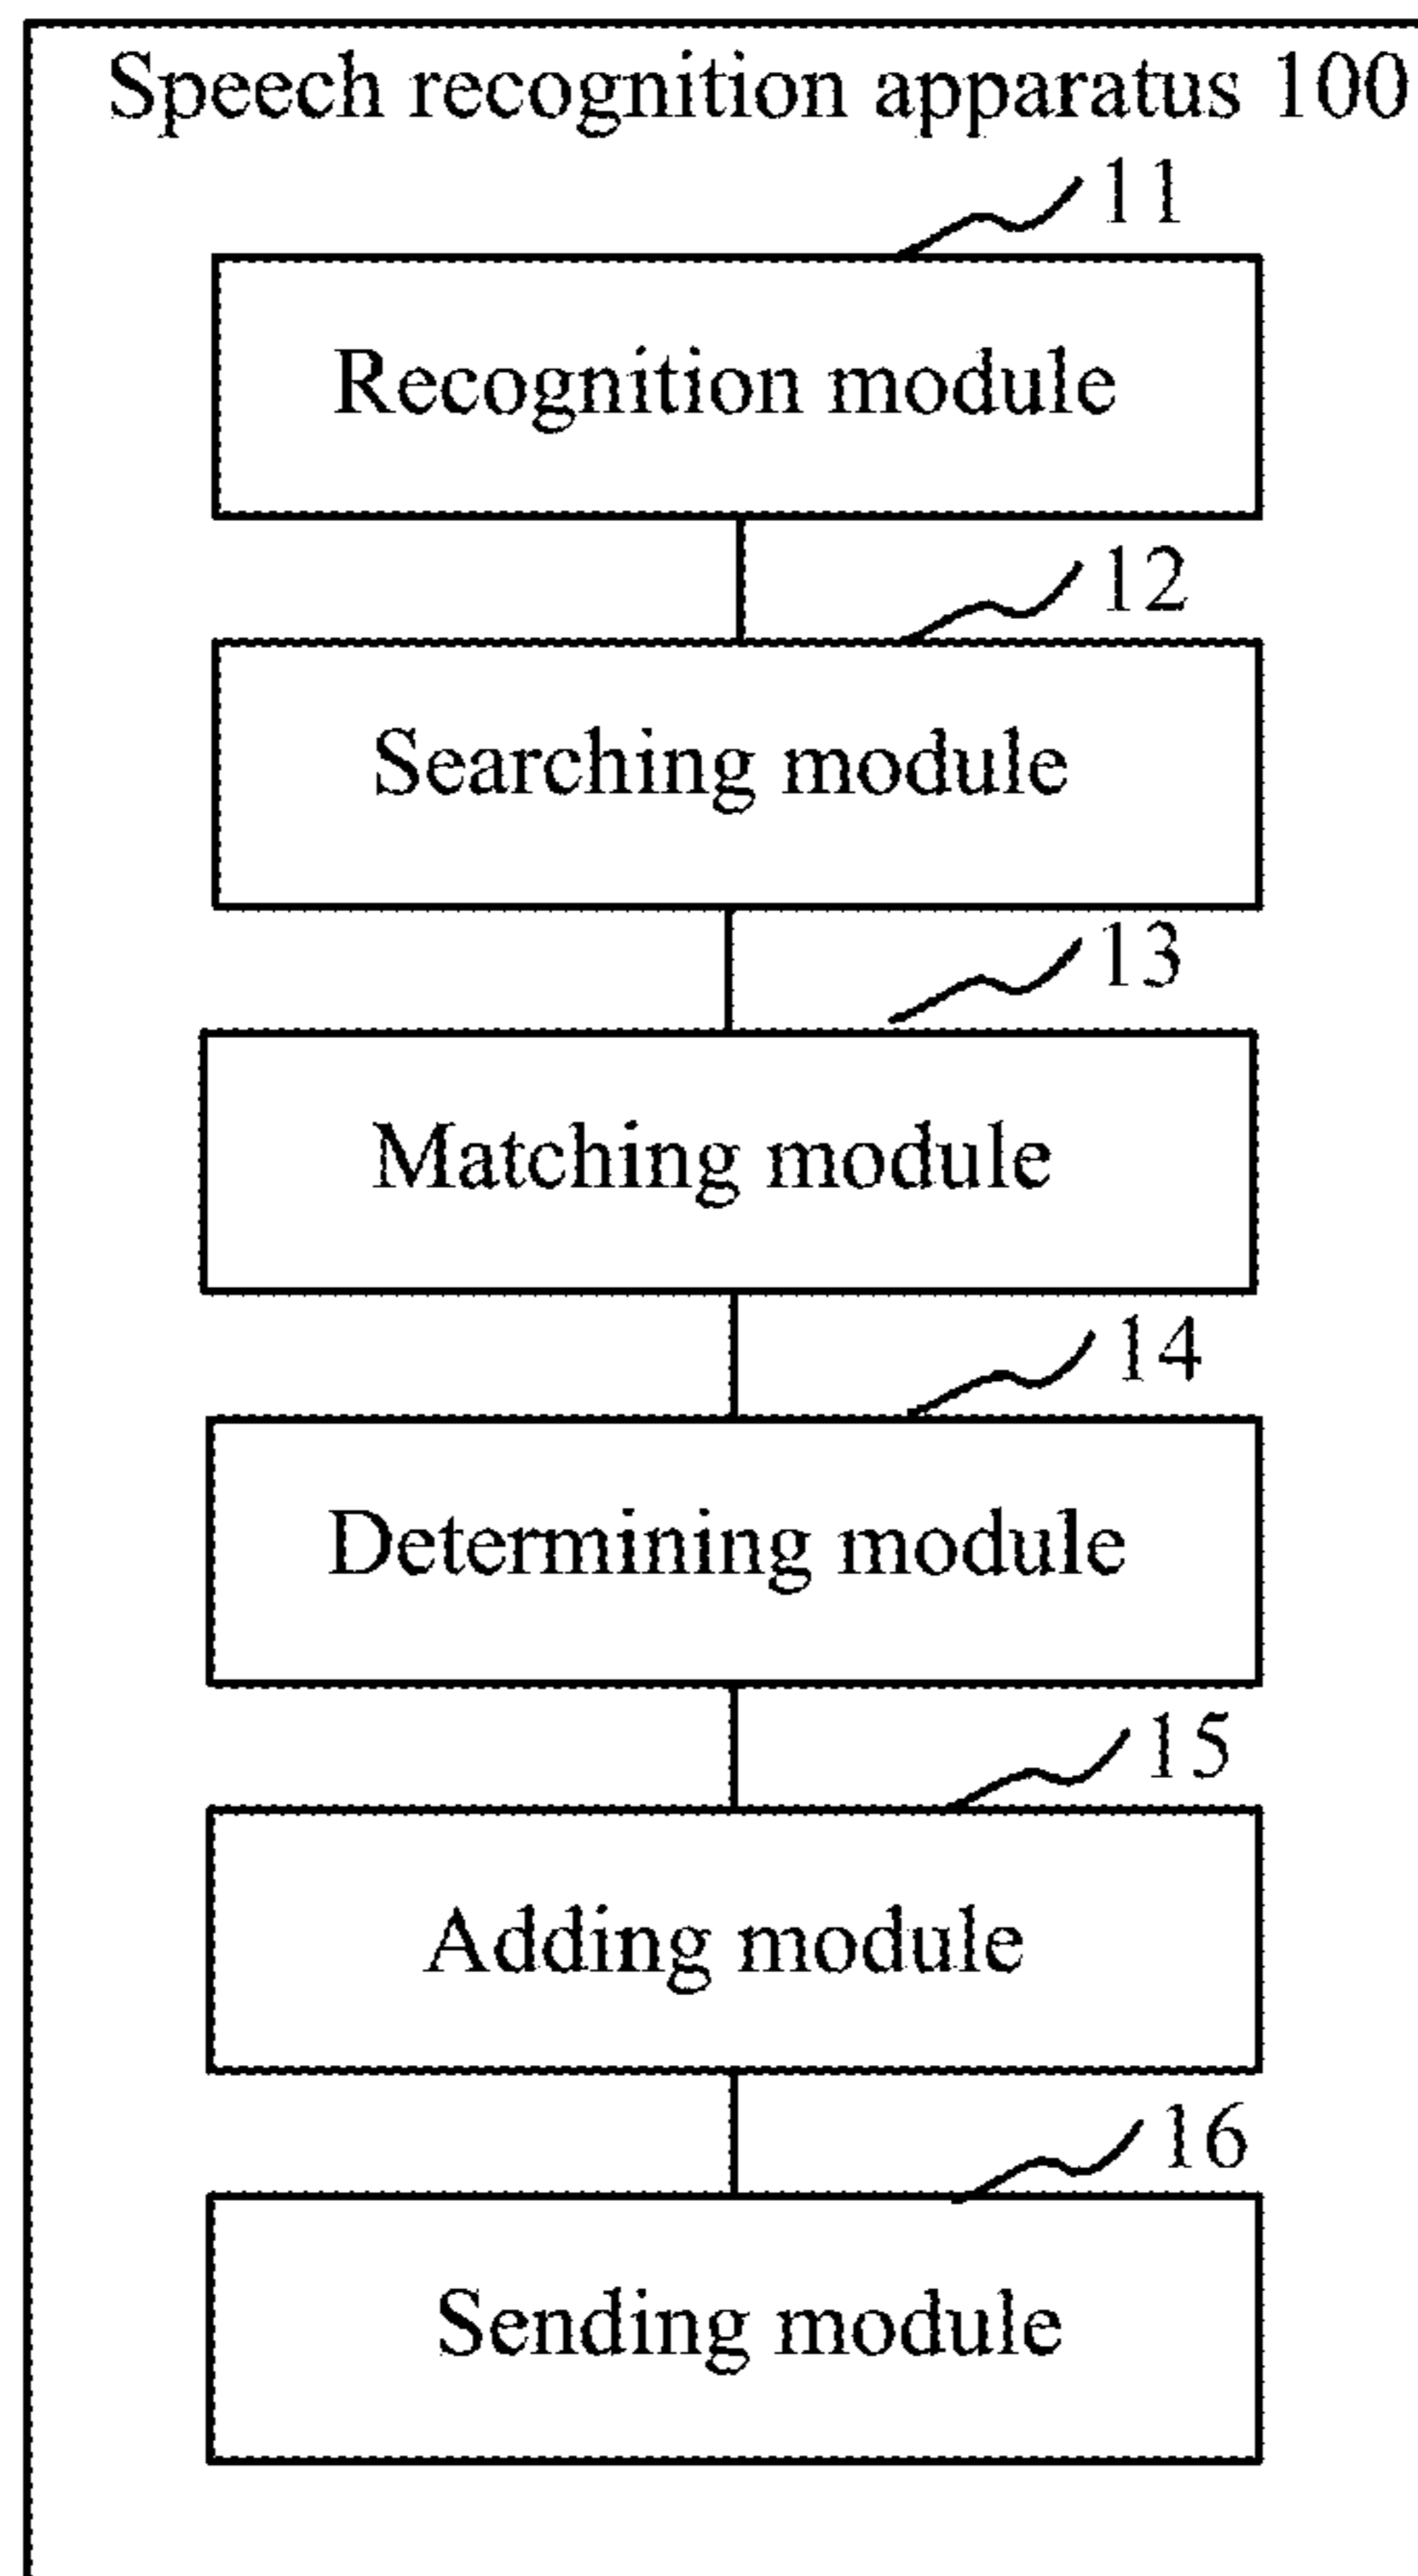 Speech recognition apparatus 100
11
Recognition module
12
Searching module
13
Matching module
14
Determining module
15
Adding module
16
Sending module